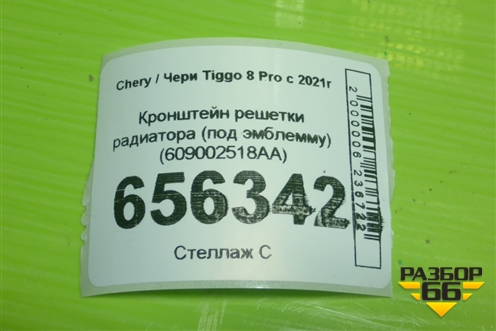 Chery / Чери Tiggo 8 Pro с 2021г
Кронштейн решетки
радиатора (под эмблемму)
(609002518AA)
656342
Стеллаж С
2000006236722
РАЗБОР
66